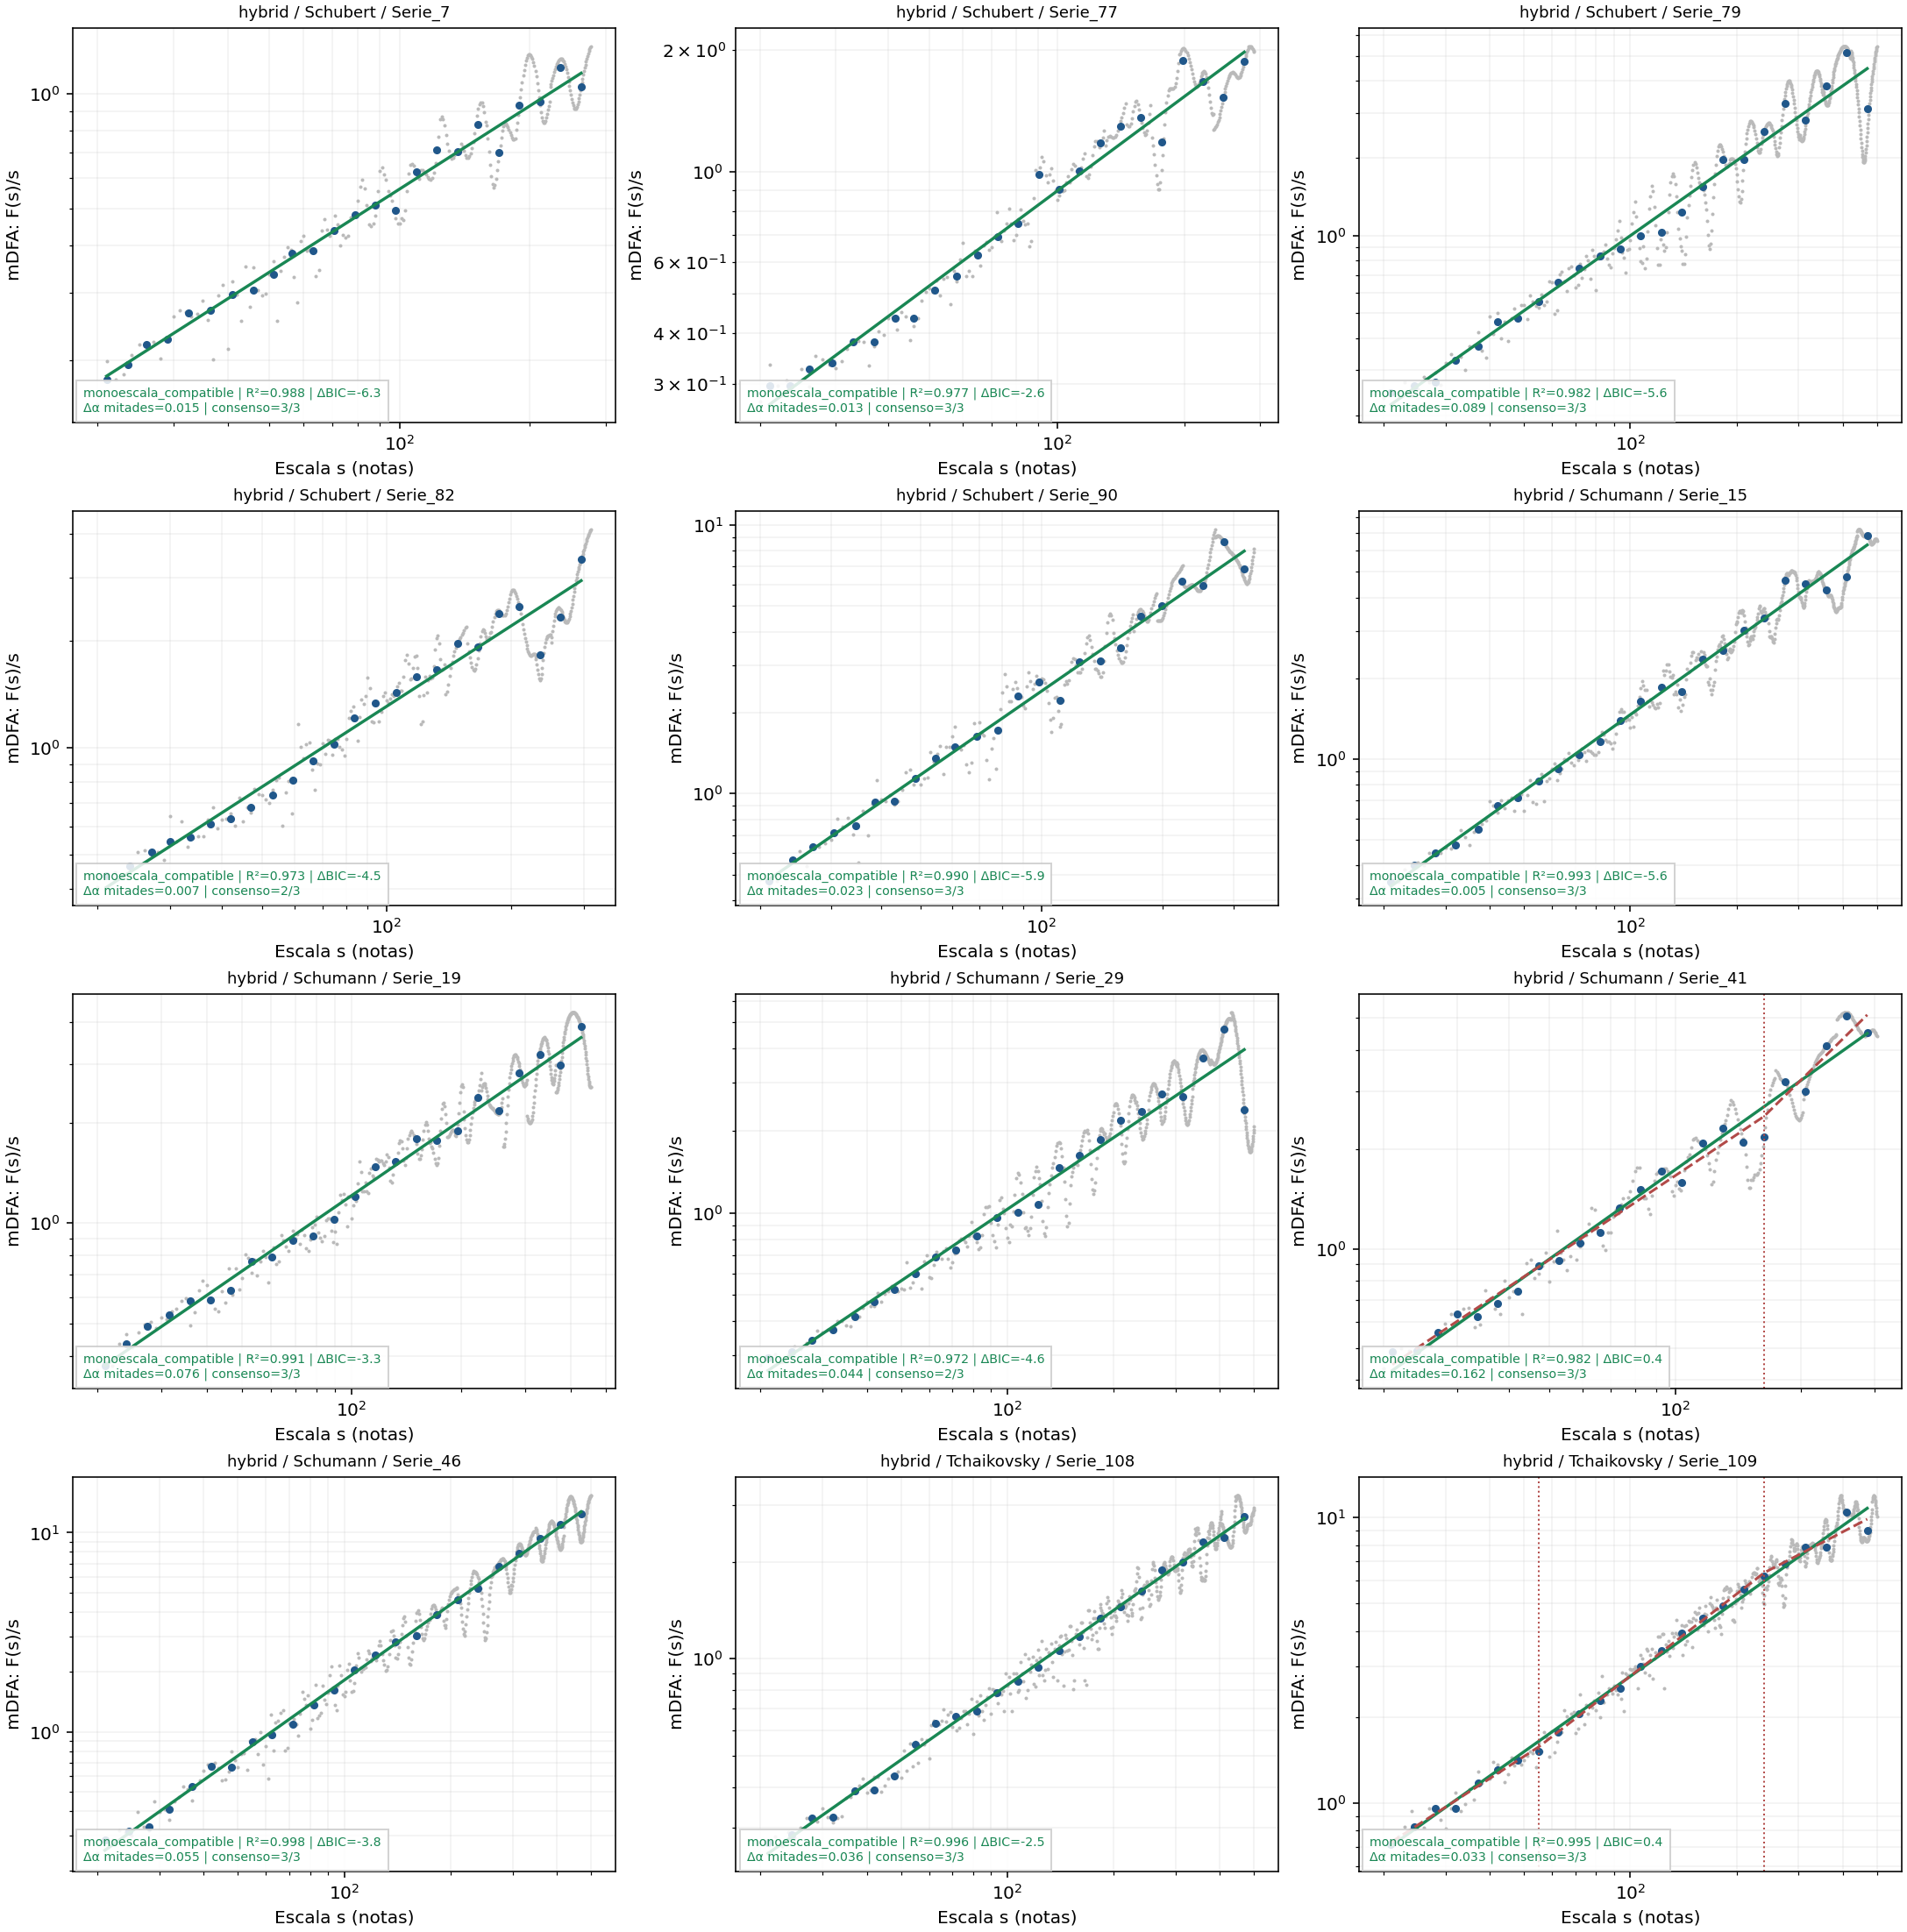 hybrid / Schubert / Serie_7
10⁰
mDFA: F(s)/s
monoescala_compatible | R²=0.988 | ΔBIC=-6.3
Δα mitades=0.015 | consenso=3/3
10²
Escala s (notas)
hybrid / Schubert / Serie_77
2 × 10⁰
10⁰
6 × 10⁻¹
4 × 10⁻¹
3 × 10⁻¹
mDFA: F(s)/s
monoescala_compatible | R²=0.977 | ΔBIC=-2.6
Δα mitades=0.013 | consenso=3/3
10²
Escala s (notas)
hybrid / Schubert / Serie_79
10⁰
mDFA: F(s)/s
monoescala_compatible | R²=0.982 | ΔBIC=-5.6
Δα mitades=0.089 | consenso=3/3
10²
Escala s (notas)
hybrid / Schubert / Serie_82
10⁰
mDFA: F(s)/s
monoescala_compatible | R²=0.973 | ΔBIC=-4.5
Δα mitades=0.007 | consenso=2/3
10²
Escala s (notas)
hybrid / Schubert / Serie_90
10¹
10⁰
mDFA: F(s)/s
monoescala_compatible | R²=0.990 | ΔBIC=-5.9
Δα mitades=0.023 | consenso=3/3
10²
Escala s (notas)
hybrid / Schumann / Serie_15
10⁰
mDFA: F(s)/s
monoescala_compatible | R²=0.993 | ΔBIC=-5.6
Δα mitades=0.005 | consenso=3/3
10²
Escala s (notas)
hybrid / Schumann / Serie_19
10⁰
mDFA: F(s)/s
monoescala_compatible | R²=0.991 | ΔBIC=-3.3
Δα mitades=0.076 | consenso=3/3
10²
Escala s (notas)
hybrid / Schumann / Serie_29
10⁰
mDFA: F(s)/s
monoescala_compatible | R²=0.972 | ΔBIC=-4.6
Δα mitades=0.044 | consenso=2/3
10²
Escala s (notas)
hybrid / Schumann / Serie_41
10⁰
mDFA: F(s)/s
monoescala_compatible | R²=0.982 | ΔBIC=0.4
Δα mitades=0.162 | consenso=3/3
10²
Escala s (notas)
hybrid / Schumann / Serie_46
10¹
10⁰
mDFA: F(s)/s
monoescala_compatible | R²=0.998 | ΔBIC=-3.8
Δα mitades=0.055 | consenso=3/3
10²
Escala s (notas)
hybrid / Tchaikovsky / Serie_108
10⁰
mDFA: F(s)/s
monoescala_compatible | R²=0.996 | ΔBIC=-2.5
Δα mitades=0.036 | consenso=3/3
10²
Escala s (notas)
hybrid / Tchaikovsky / Serie_109
10¹
10⁰
mDFA: F(s)/s
monoescala_compatible | R²=0.995 | ΔBIC=0.4
Δα mitades=0.033 | consenso=3/3
10²
Escala s (notas)